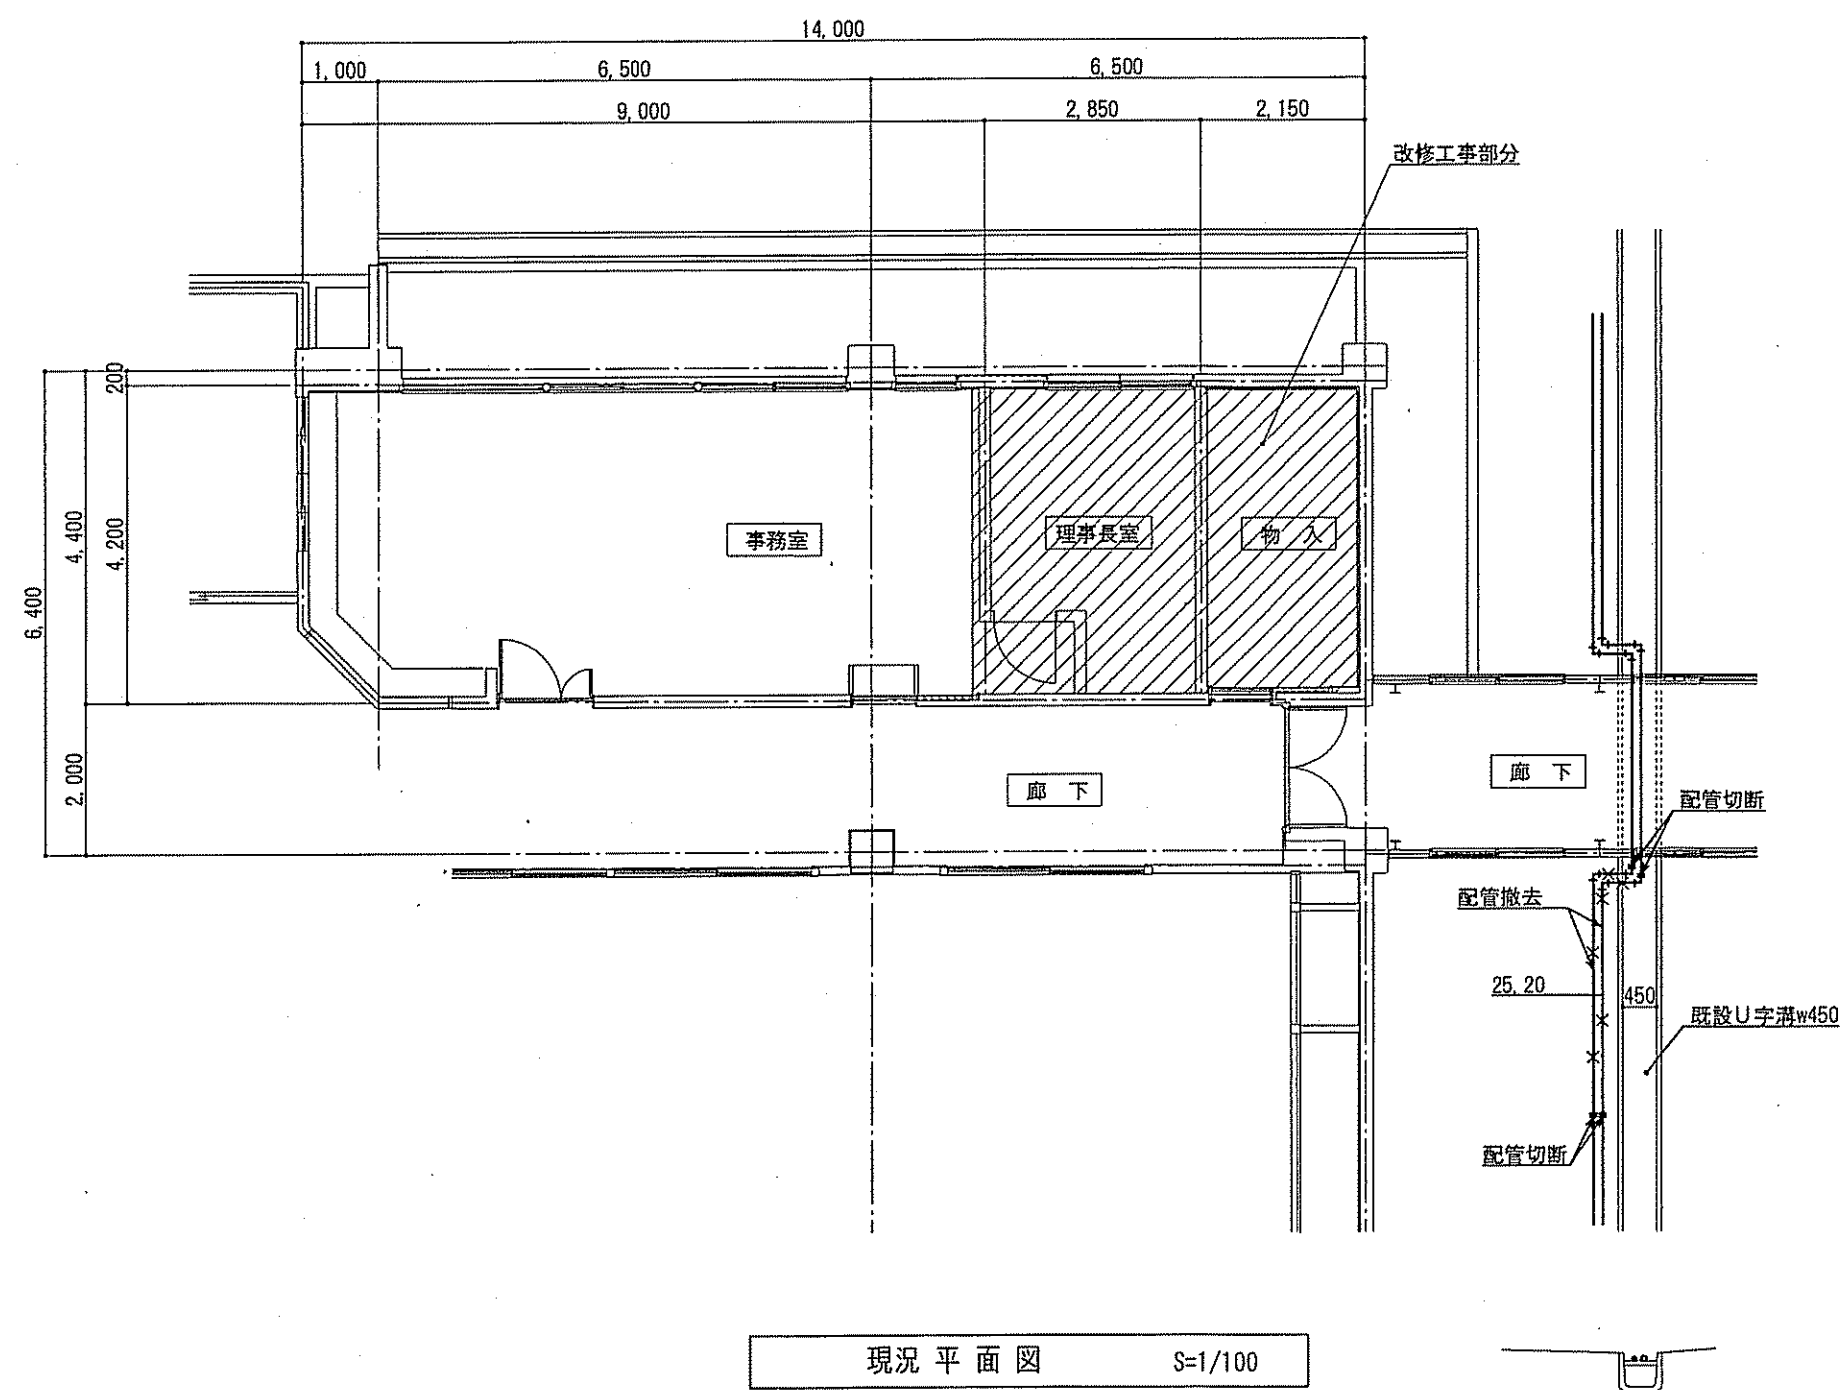 14,000
1,000
6,500
6,500
9,000
2,850
2,150
改修工事部分
200
4,400
4,200
6,400
2,000
事務室
理事長室
物 入
廊 下
廊 下
配管切断
配管撤去
25,20
450
既設U字溝w450
配管切断
現況平面図 S=1/100